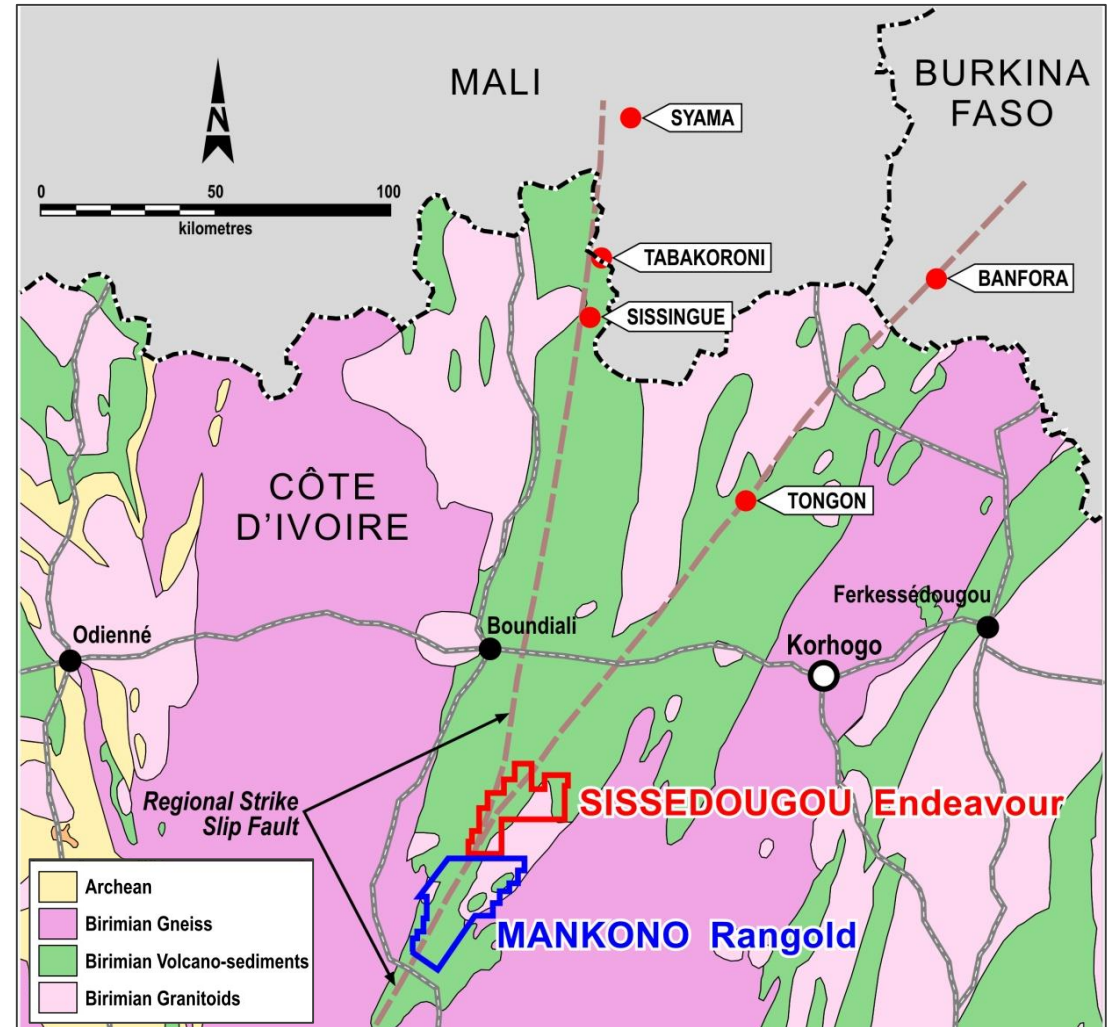 MALI
BURKINA
FASO
N
SYAMA
0
50
100
kilometres
TABAKORONI
BANFORA
SISSINGUE
CÔTE
D'IVOIRE
TONGON
Ferkessédougou
Odienné
Boundiali
Korhogo
Regional Strike
Slip Fault
SISSEDOUGOU Endeavour
MANKONO Rangold
Archean
Birimian Gneiss
Birimian Volcano-sediments
Birimian Granitoids